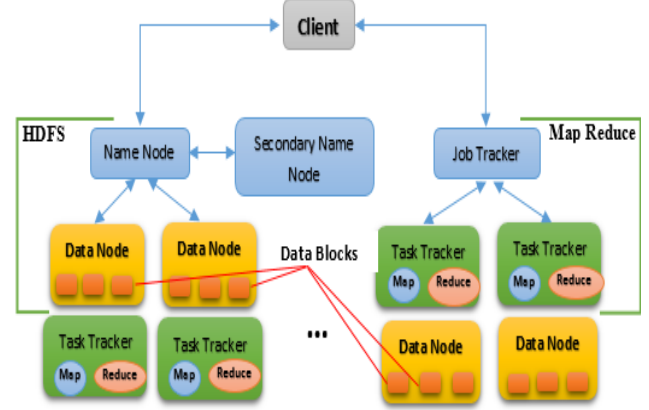 Client
HDFS
Map Reduce
Name Node
Secondary Name
Node
Job Tracker
Data Node
Data Node
Data Blocks
Task Tracker
Map
Reduce
Task Tracker
Map
Reduce
Task Tracker
Map
Reduce
Task Tracker
Map
Reduce
...
Data Node
Data Node